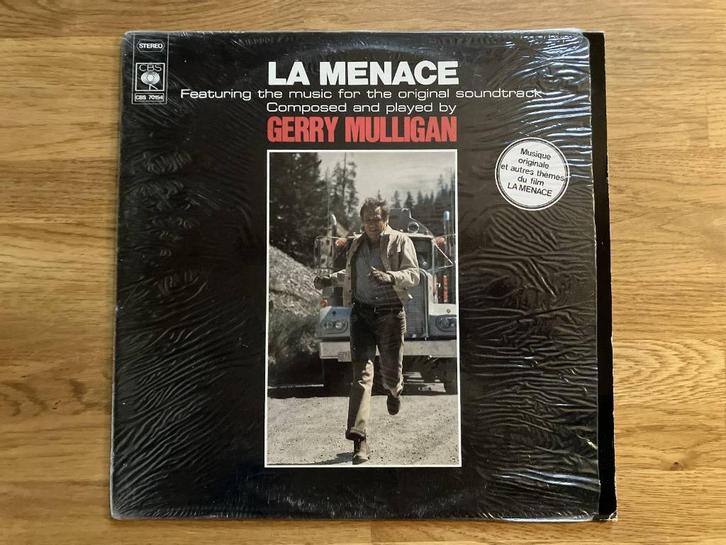 STEREO
CBS
CBS 70154
LA MENACE
Featuring the music for the original soundtrack
Composed and played by
GERRY MULLIGAN
Musique
originale
et autres thèmes
du film
LA MENACE